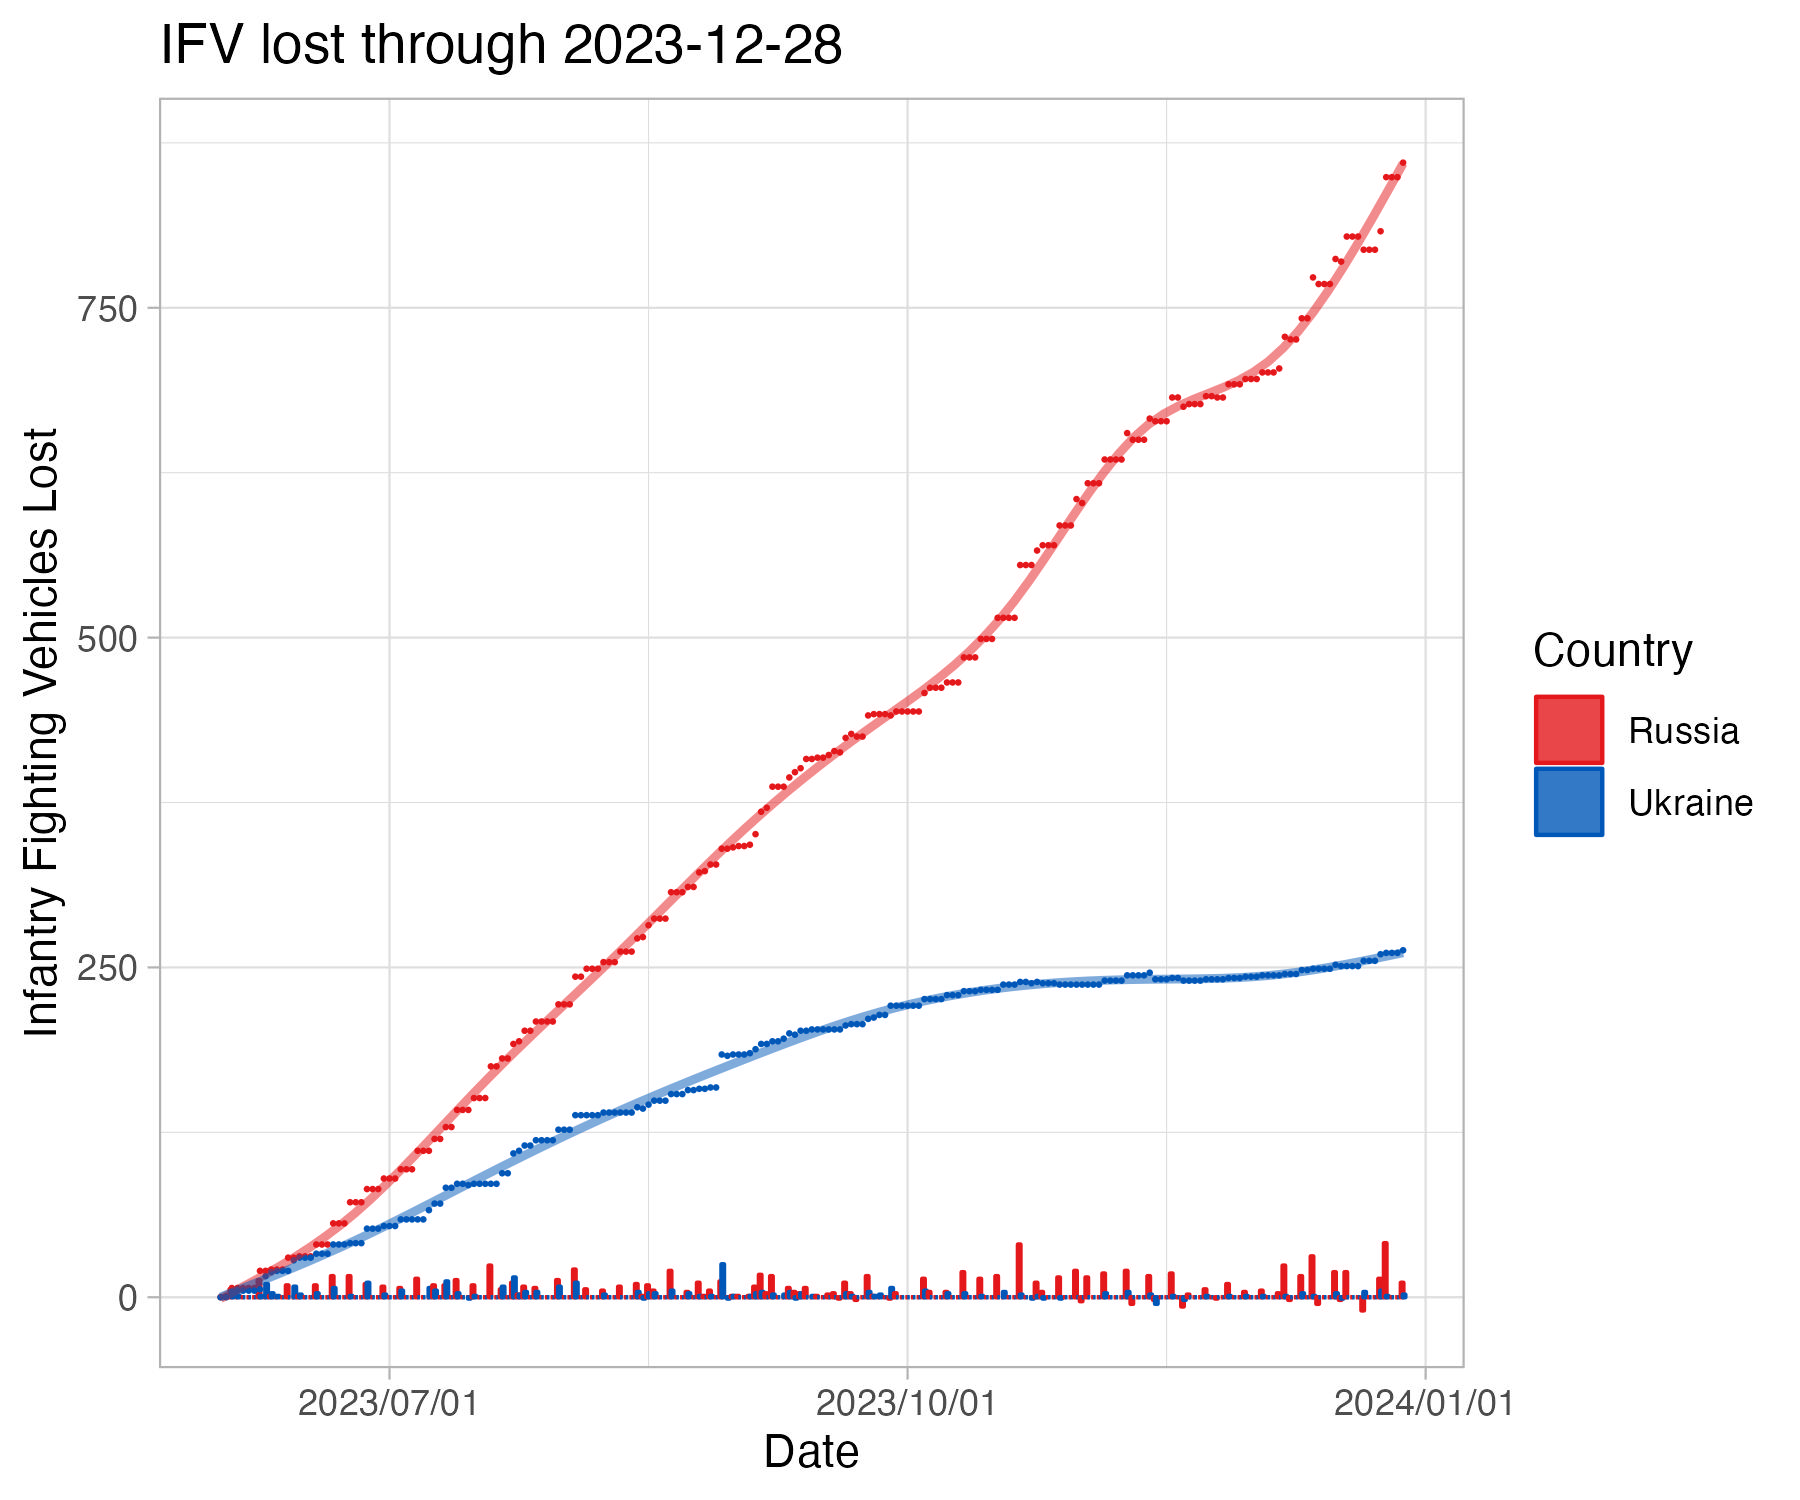 IFV lost through 2023-12-28
Infantry Fighting Vehicles Lost
750
500
250
0
2023/07/01
2023/10/01
2024/01/01
Date
Country
Russia
Ukraine